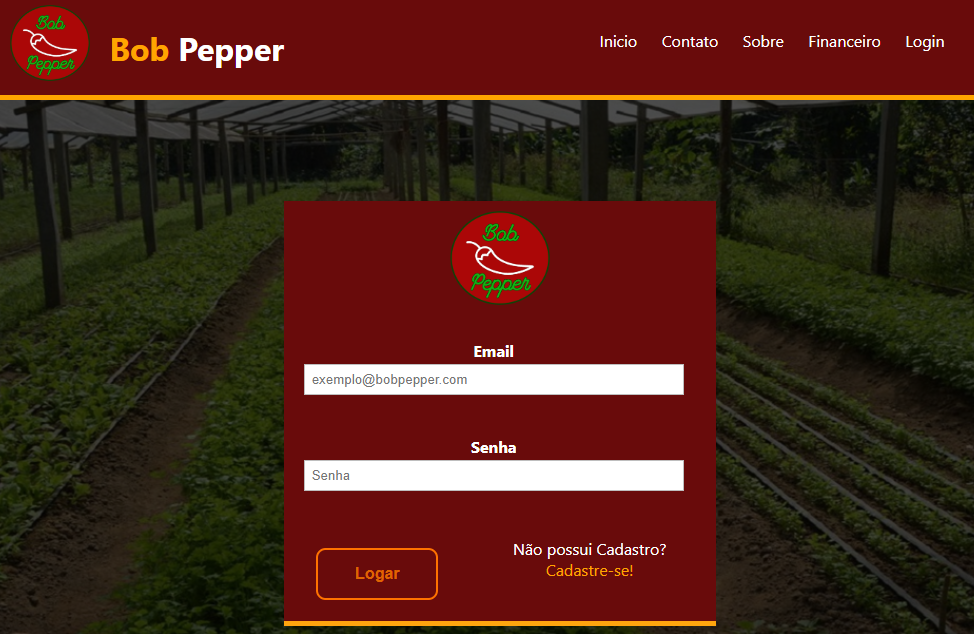 Bob
Pepper
Bob Pepper
Inicio Contato Sobre Financeiro Login
Bob
Pepper
Email
exemplo@bobpepper.com
Senha
Senha
Não possui Cadastro?
Logar
Cadastre-se!